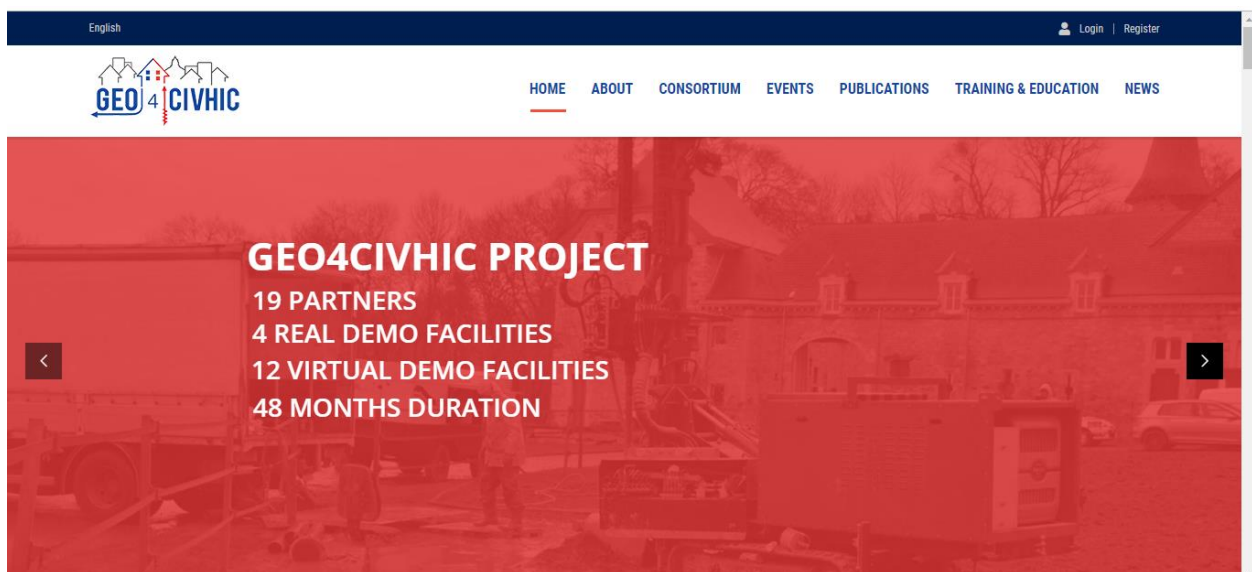 English
Login | Register
GEO 4 CIVHIC
HOME ABOUT CONSORTIUM EVENTS PUBLICATIONS TRAINING & EDUCATION NEWS
GEO4CIVHIC PROJECT
19 PARTNERS
4 REAL DEMO FACILITIES
12 VIRTUAL DEMO FACILITIES
48 MONTHS DURATION